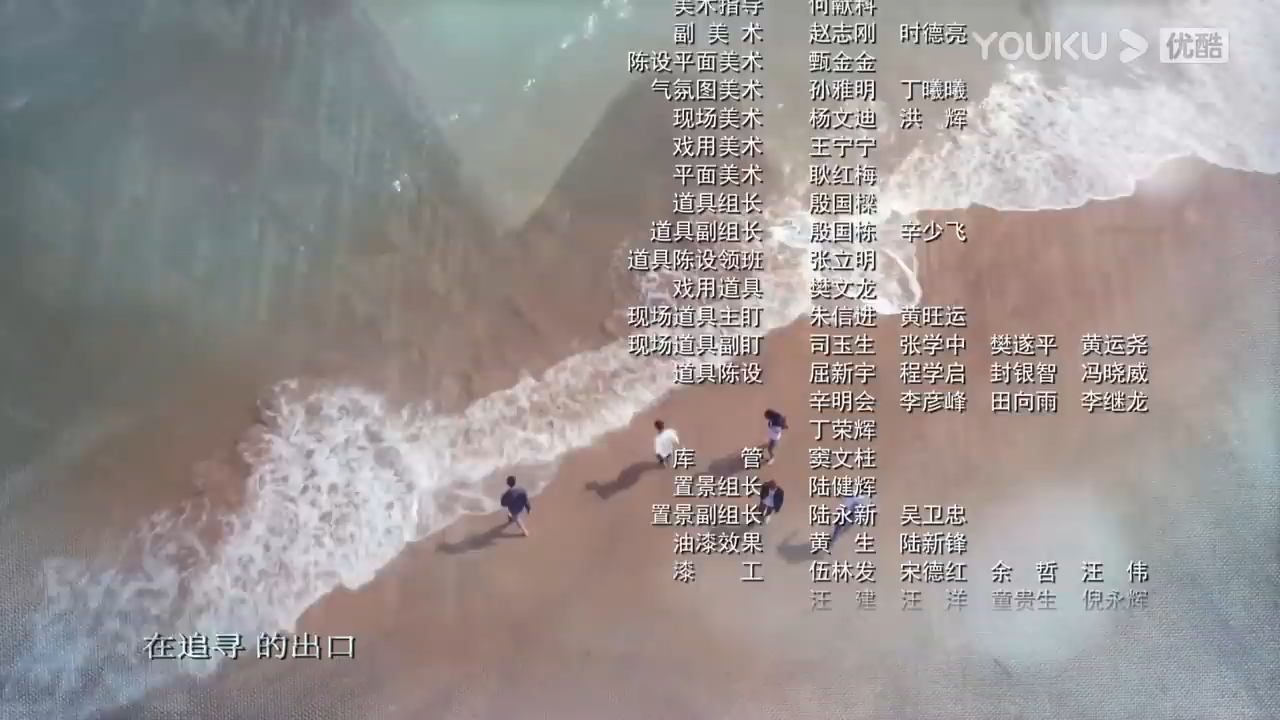 美术指导 何献科
副美术 赵志刚 时德亮
YOUKU 优酷
陈设平面美术 甄金金
气氛图美术 孙雅明 丁曦曦
现场美术 杨文迪 洪辉
戏用美术 王宁宁
平面美术 耿红梅
道具组长 殷国樑
道具副组长 殷国栋 辛少飞
道具陈设领班 张立明
戏用道具 樊文龙
现场道具主盯 朱信进 黄旺运
现场道具副盯 司玉生 张学中 樊遂平 黄运尧
道具陈设 屈新宇 程学启 封银智 冯晓威
辛明会 李彦峰 田向雨 李继龙
丁荣辉
库管 窦文柱
置景组长 陆健辉
置景副组长 陆永新 吴卫忠
油漆效果 黄生 陆新锋
漆工 伍林发 宋德红 余哲 汪伟
汪建 汪洋 童贵生 倪永辉
在追寻 的出口